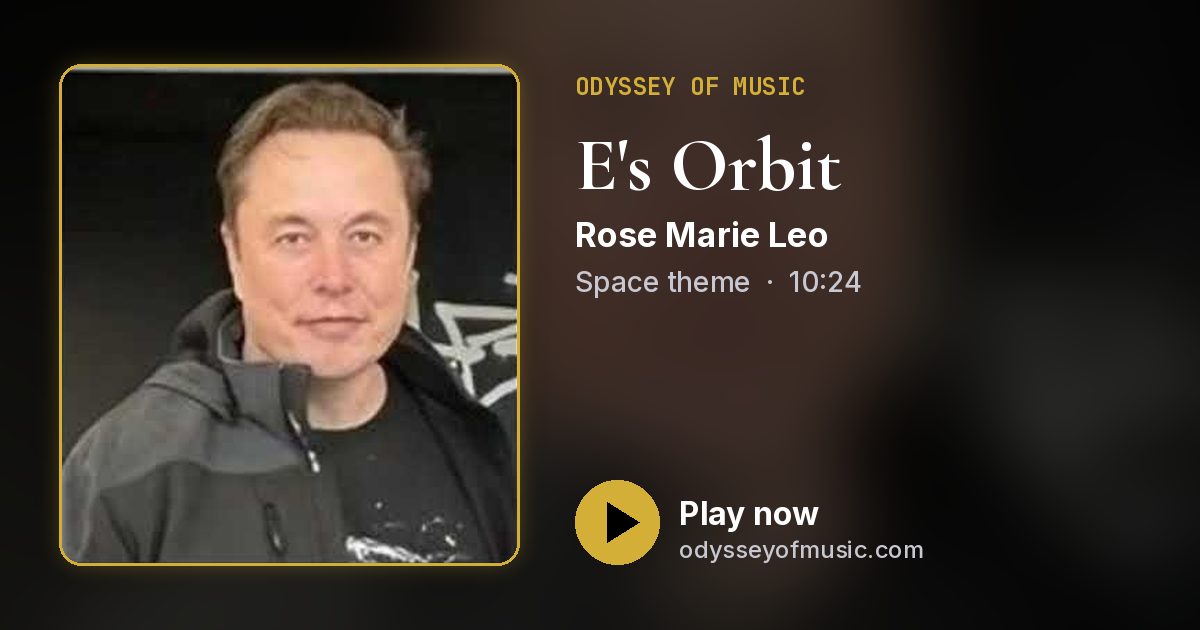 ODYSSEY OF MUSIC
E's Orbit
Rose Marie Leo
Space theme · 10:24
Play now
odysseyofmusic.com